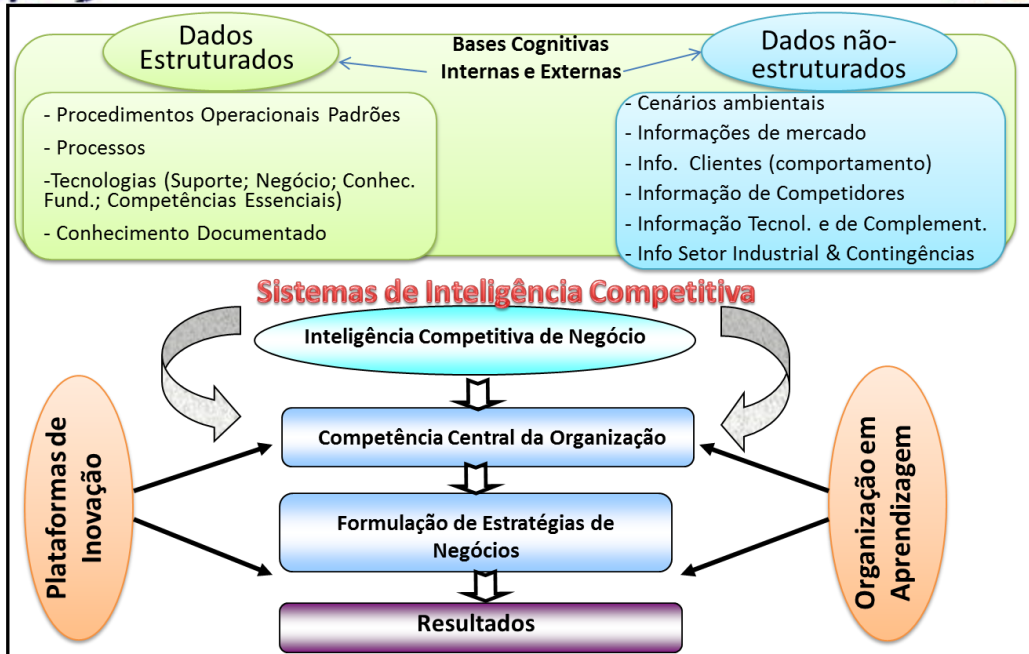 Dados
Estruturados
Bases Cognitivas
Internas e Externas
Dados não-
estruturados
- Procedimentos Operacionais Padrões
- Processos
-Tecnologias (Suporte; Negócio; Conhec.
Fund.; Competências Essenciais)
- Conhecimento Documentado
- Cenários ambientais
- Informações de mercado
- Info. Clientes (comportamento)
- Informação de Competidores
- Informação Tecnol. e de Complement.
- Info Setor Industrial & Contingências
Sistemas de Inteligência Competitiva
Inteligência Competitiva de Negócio
Competência Central da Organização
Formulação de Estratégias de
Negócios
Resultados
Plataformas de
Inovação
Organização em
Aprendizagem